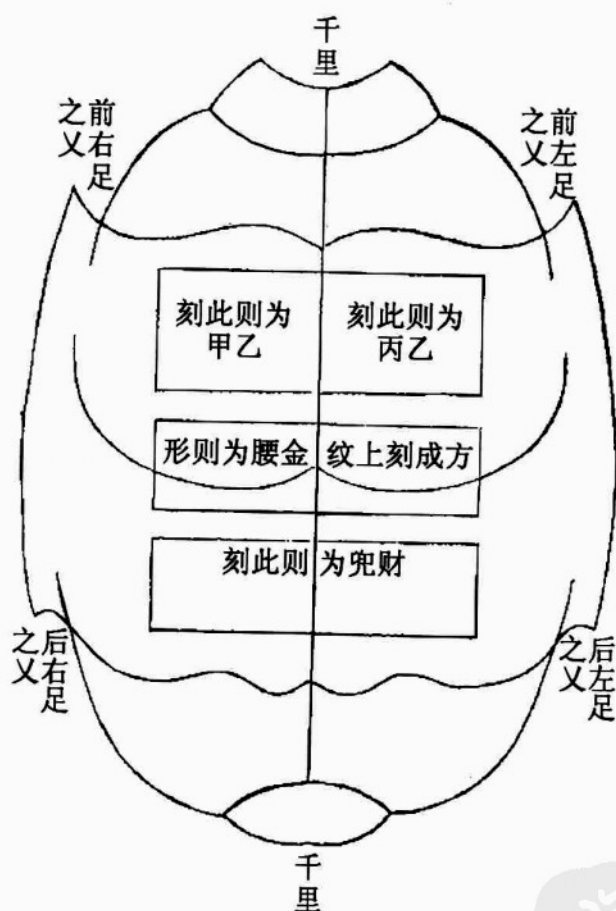 千里
前右足
之乂
前左足
之乂
刻此则为
甲乙
刻此则为
丙乙
形则为腰金 纹上刻成方
刻此则为兜财
后右足
之乂
后左足
之乂
千里